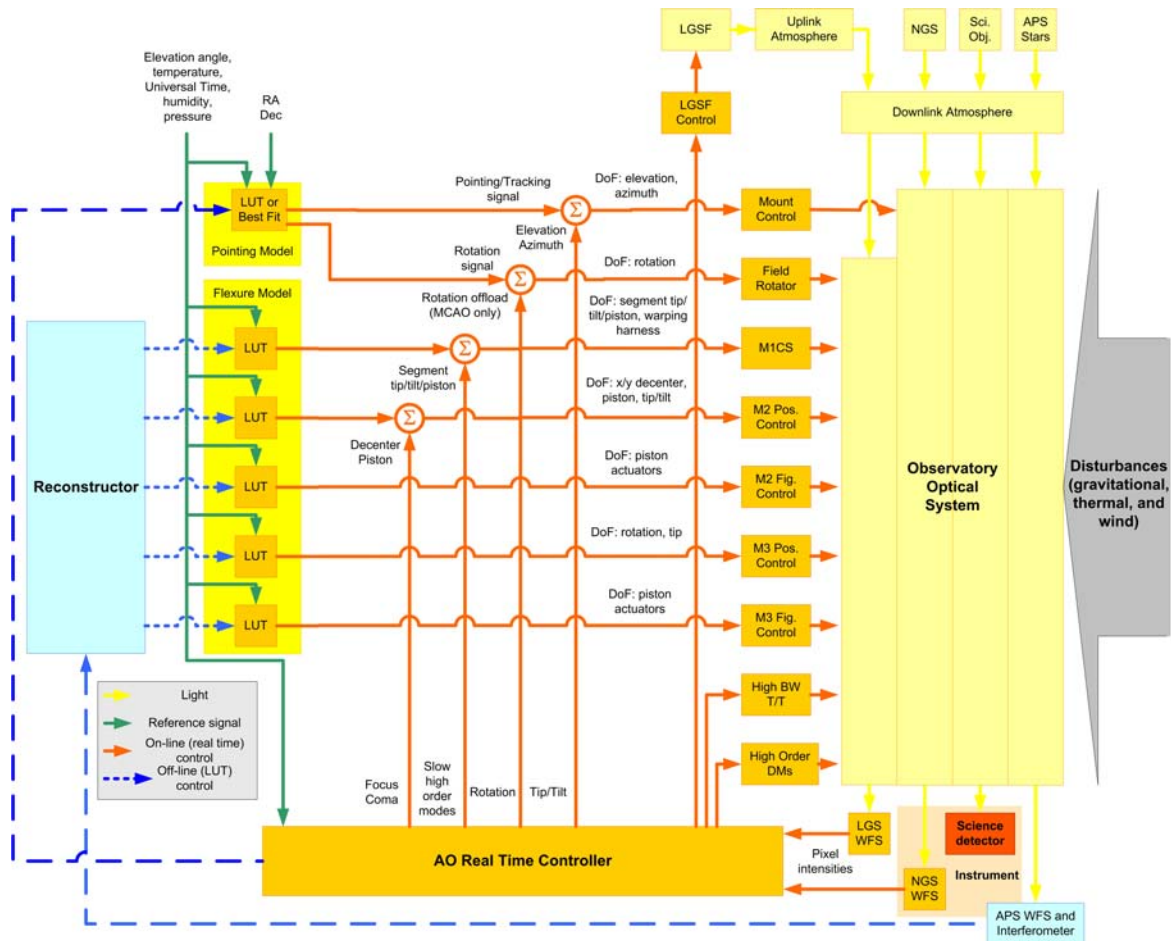 LGSF
Uplink
Atmosphere
NGS
Sci.
Obj.
APS
Stars
Elevation angle,
temperature,
Universal Time,
humidity,
pressure
RA
Dec
LGSF
Control
Downlink Atmosphere
LUT or
Best Fit
Pointing Model
Pointing/Tracking
signal
Σ
DoF: elevation,
azimuth
Mount
Control
Elevation
Azimuth
Rotation
signal
Σ
DoF: rotation
Field
Rotator
Rotation offload
(MCAO only)
Flexure Model
LUT
Σ
DoF: segment tip/
tilt/piston, warping
harness
M1CS
Segment
tip/tilt/piston
LUT
Σ
DoF: x/y decenter,
piston, tip/tilt
M2 Pos.
Control
Decenter
Piston
LUT
DoF: piston
actuators
M2 Fig.
Control
Reconstructor
Observatory
Optical
System
Disturbances
(gravitational,
thermal, and
wind)
LUT
DoF: rotation, tip
M3 Pos.
Control
LUT
DoF: piston
actuators
M3 Fig.
Control
High BW
T/T
High Order
DMs
Light
Reference signal
On-line (real time)
control
Off-line (LUT)
control
Focus
Coma
Slow
high
order
modes
Rotation
Tip/Tilt
AO Real Time Controller
Pixel
intensities
LGS
WFS
NGS
WFS
Science
detector
Instrument
APS WFS and
Interferometer